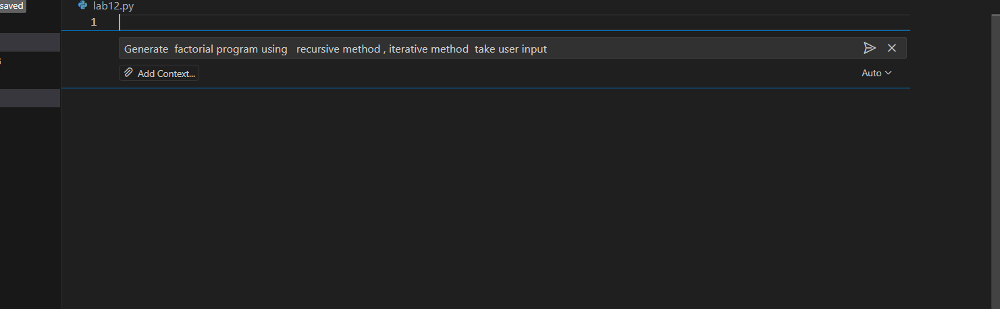 saved
lab12.py
1
Generate factorial program using recursive method , iterative method take user input
Add Context...
Auto